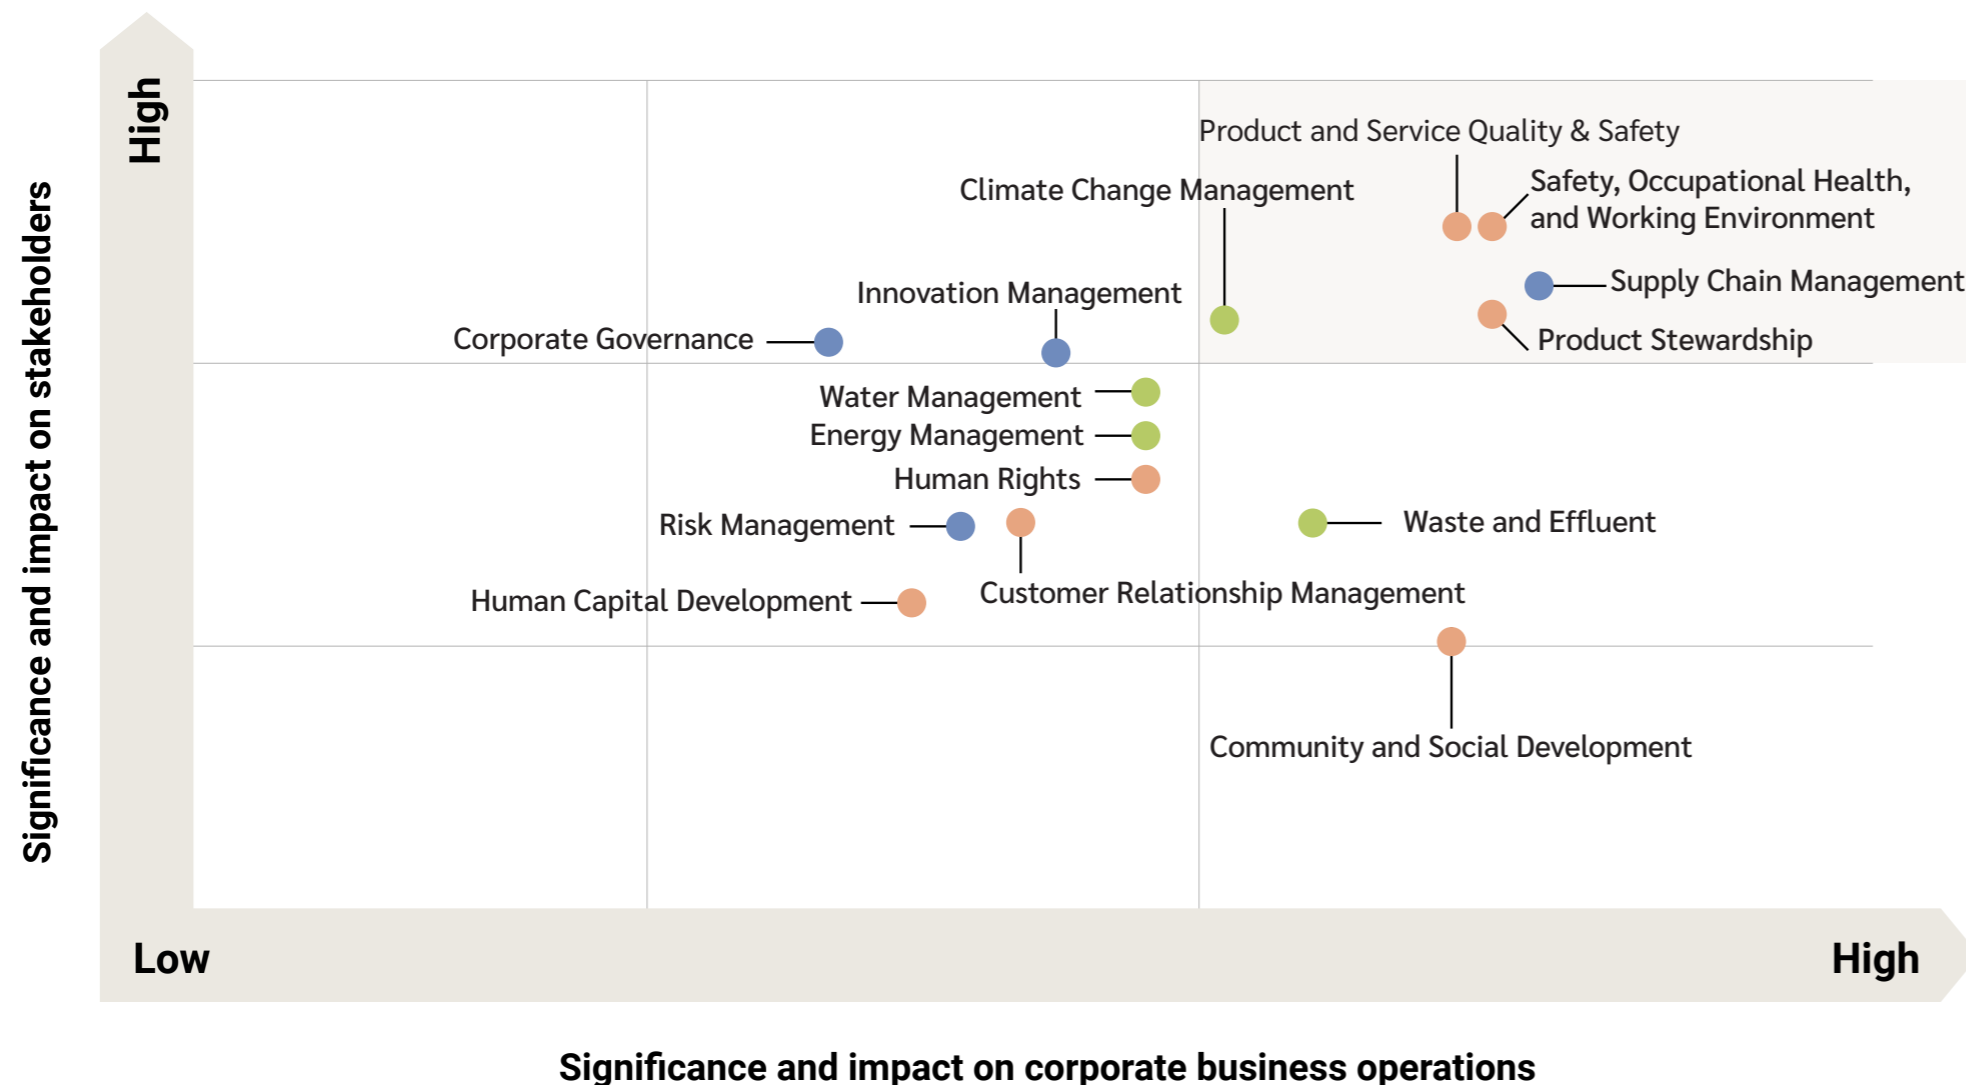 High
Significance and impact on stakeholders
Product and Service Quality & Safety
Climate Change Management
Safety, Occupational Health,
and Working Environment
Innovation Management
Supply Chain Management
Corporate Governance
Product Stewardship
Water Management
Energy Management
Human Rights
Risk Management
Waste and Effluent
Human Capital Development
Customer Relationship Management
Community and Social Development
Low
High
Significance and impact on corporate business operations